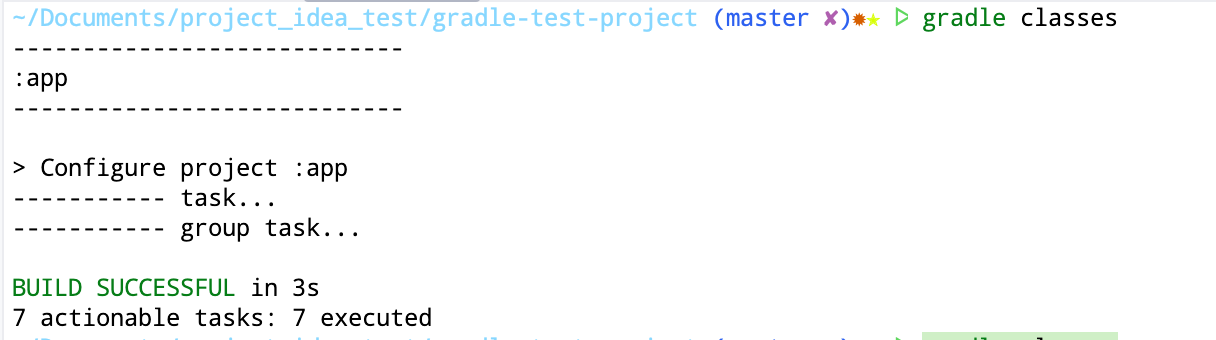 ~/Documents/project_idea_test/gradle-test-project (master ✘)✹★ ▷ gradle classes
----------------------------
:app
----------------------------
> Configure project :app
----------- task...
----------- group task...
BUILD SUCCESSFUL in 3s
7 actionable tasks: 7 executed